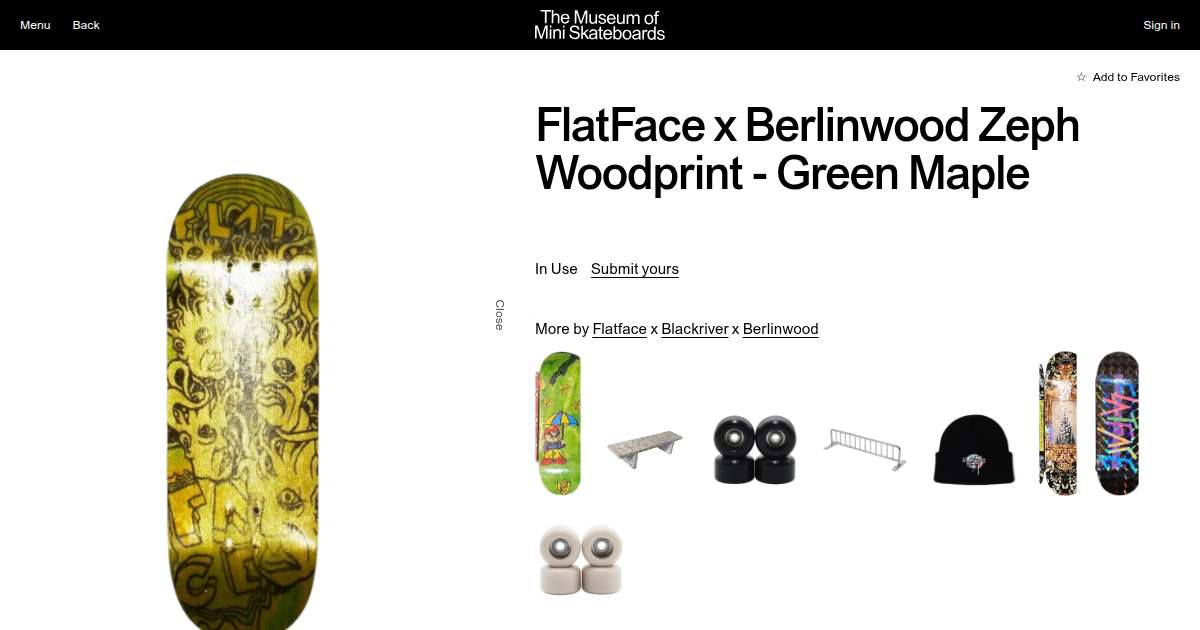 Menu Back
The Museum of
Mini Skateboards
Sign in
☆ Add to Favorites
FlatFace x Berlinwood Zeph
Woodprint - Green Maple
In Use Submit yours
Close
More by Flatface x Blackriver x Berlinwood
FLAT